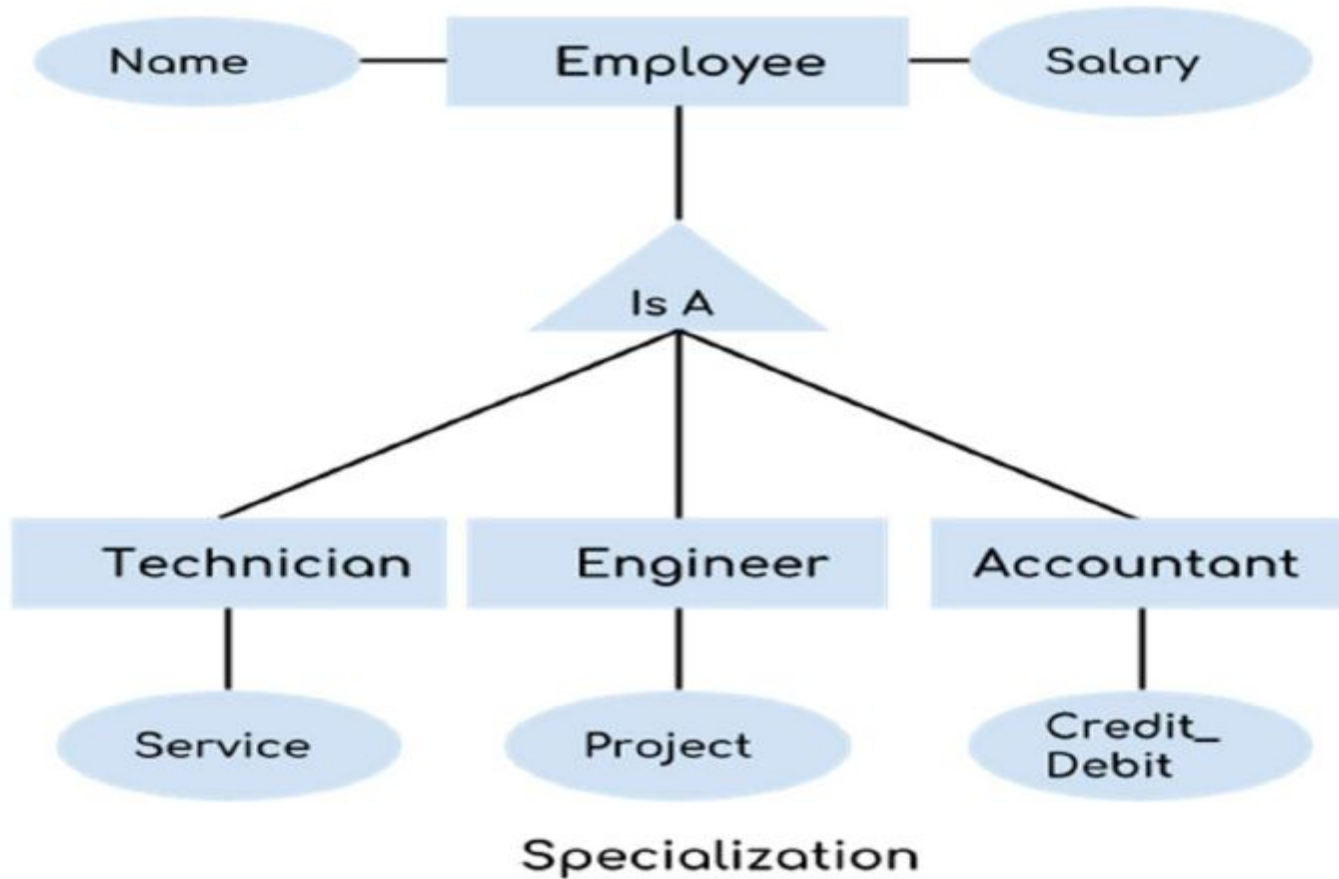 Name
Employee
Salary
Is A
Technician
Engineer
Accountant
Service
Project
Credit_
Debit
Specialization